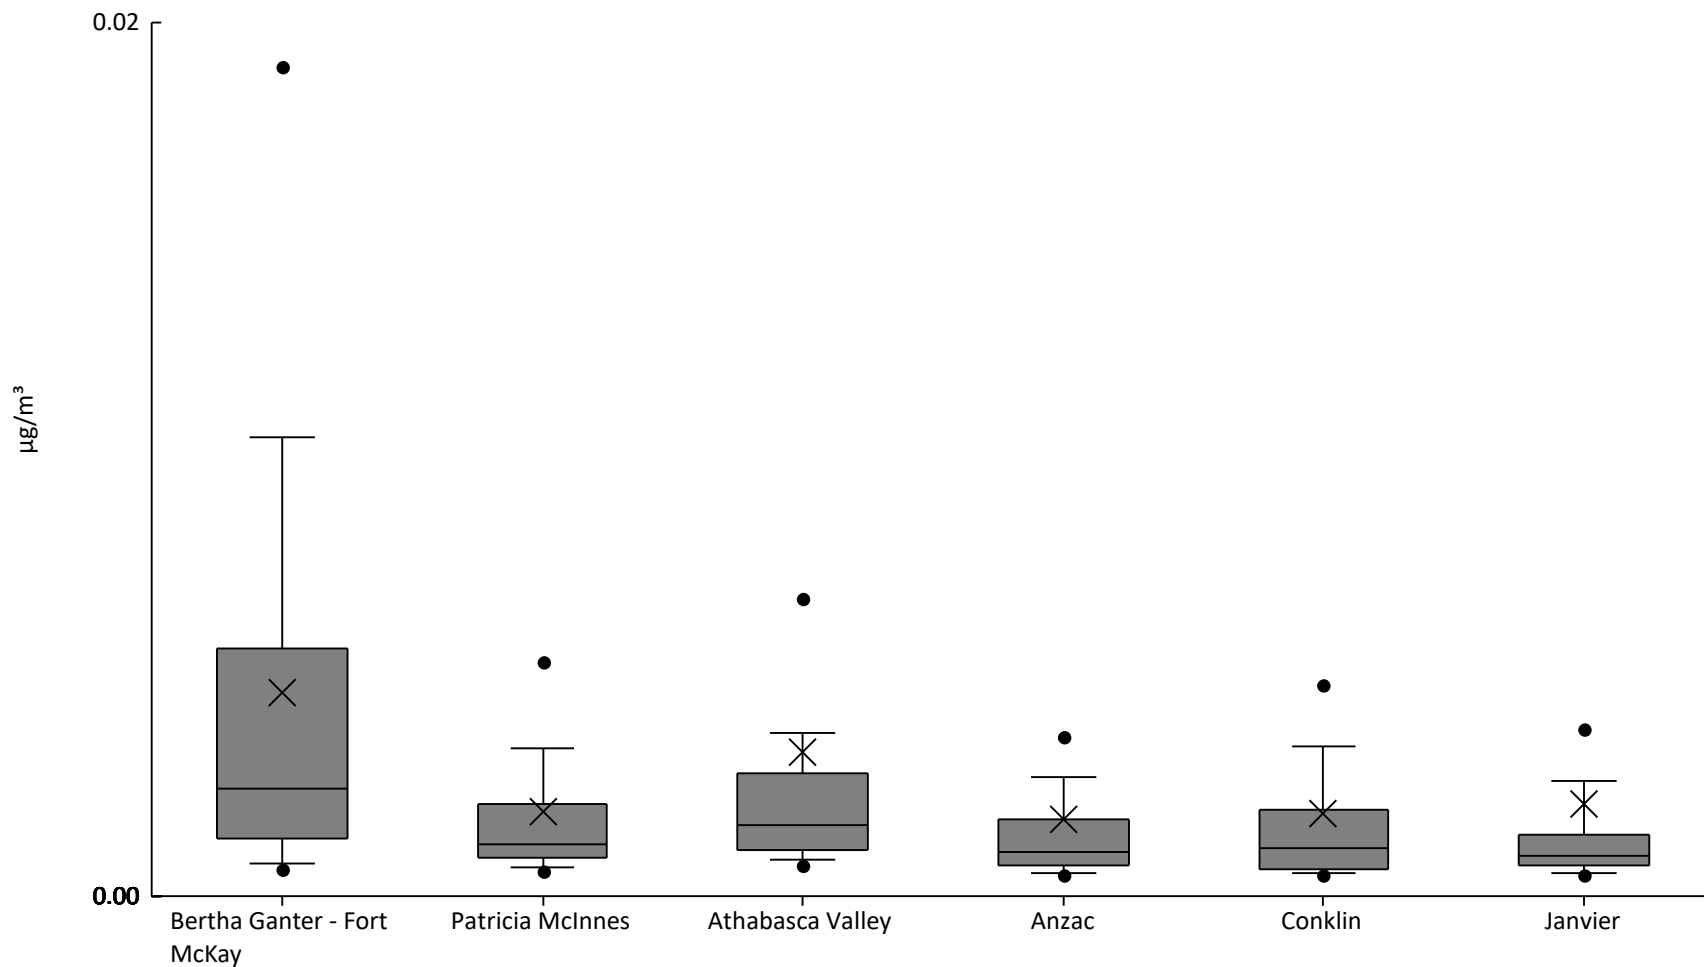 0.02
µg/m³
0.00
Bertha Ganter - Fort
McKay
Patricia McInnes
Athabasca Valley
Anzac
Conklin
Janvier